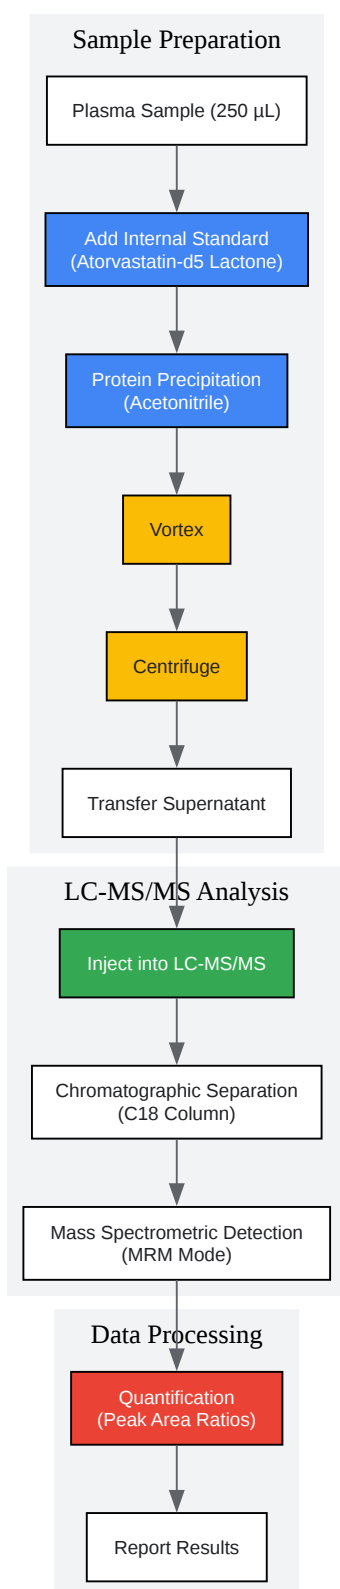 Sample Preparation
Plasma Sample (250 µL)
Add Internal Standard
(Atorvastatin-d5 Lactone)
Protein Precipitation
(Acetonitrile)
Vortex
Centrifuge
Transfer Supernatant
LC-MS/MS Analysis
Inject into LC-MS/MS
Chromatographic Separation
(C18 Column)
Mass Spectrometric Detection
(MRM Mode)
Data Processing
Quantification
(Peak Area Ratios)
Report Results